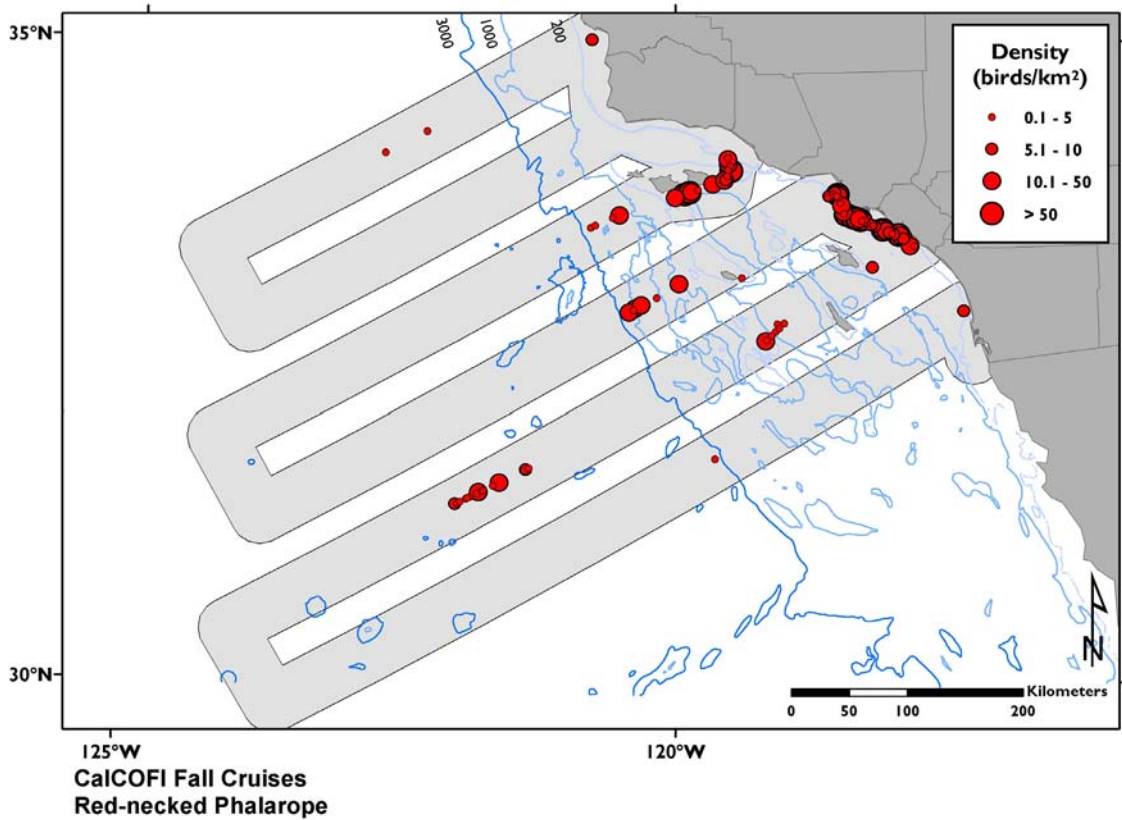 35°N
3000
1000
200
120°W
Density
(birds/km²)
0.1 - 5
5.1 - 10
10.1 - 50
> 50
30°N
N
Kilometers
0 50 100 200
125°W 120°W
CalCOFI Fall Cruises
Red-necked Phalarope